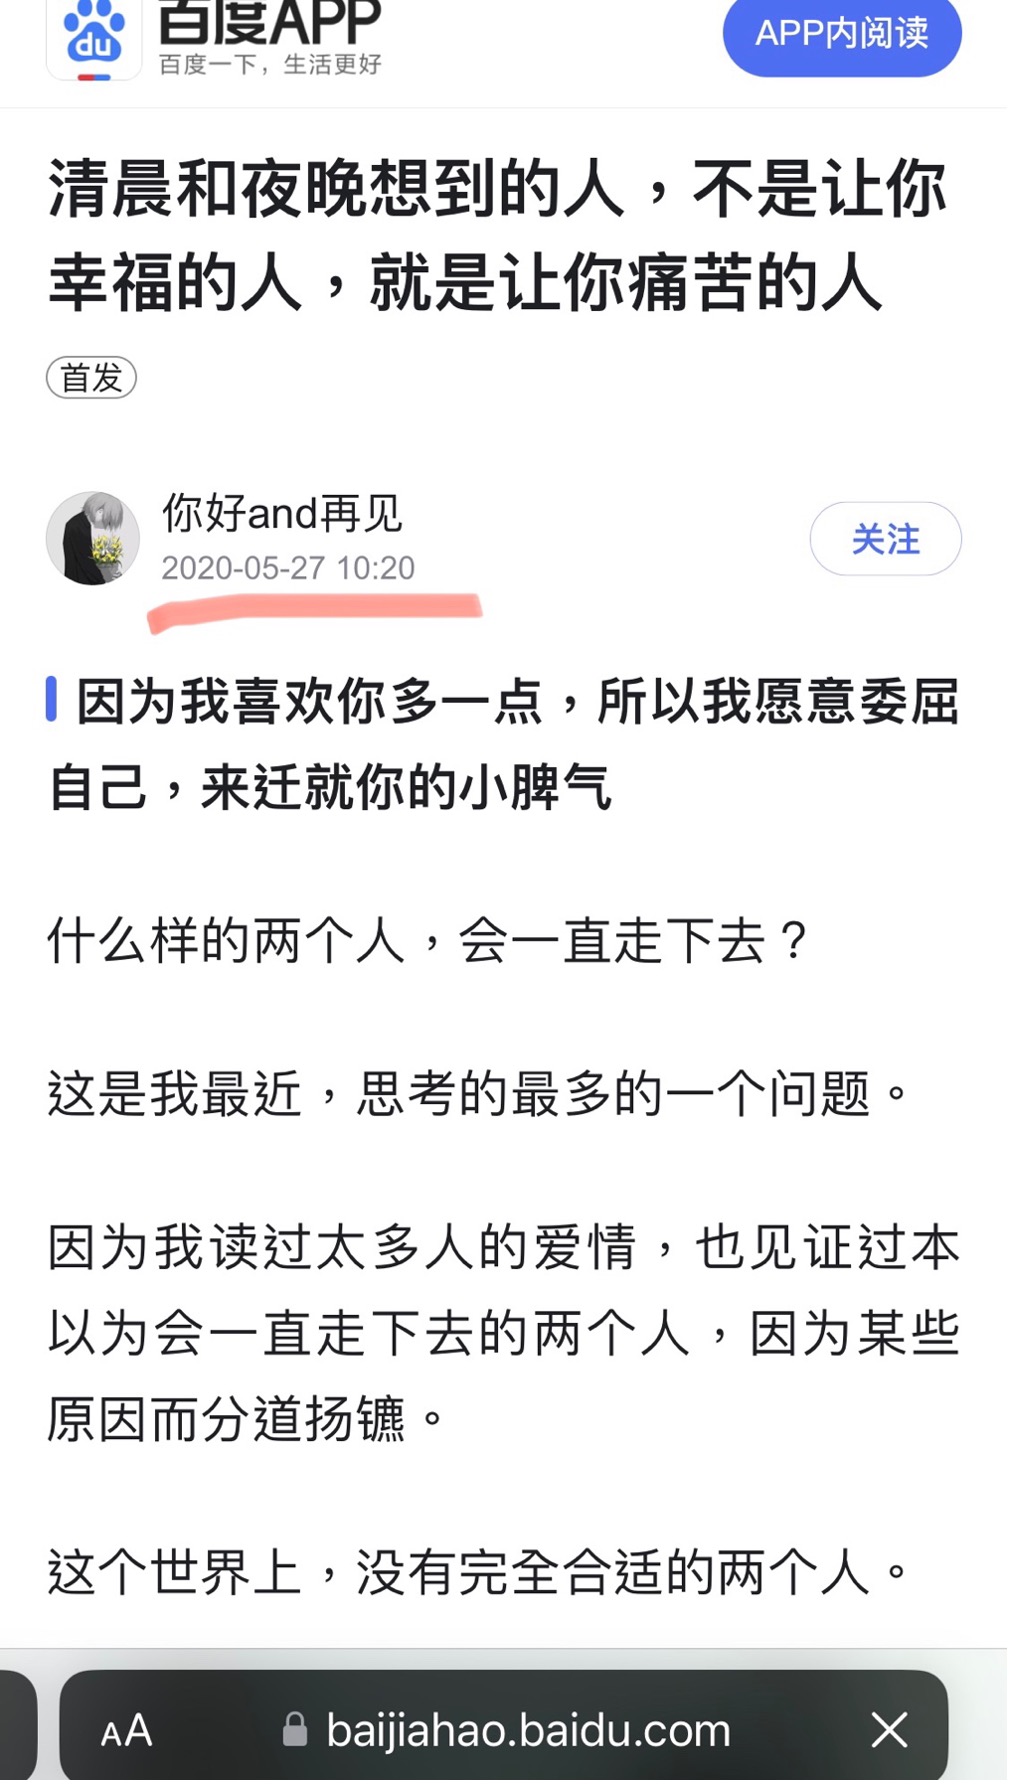 du
百度APP
百度一下，生活更好
APP内阅读
清晨和夜晚想到的人，不是让你
幸福的人，就是让你痛苦的人
首发
你好and再见
2020-05-27 10:20
关注
因为我喜欢你多一点，所以我愿意委屈
自己，来迁就你的小脾气
什么样的两个人，会一直走下去？
这是我最近，思考的最多的一个问题。
因为我读过太多人的爱情，也见证过本
以为会一直走下去的两个人，因为某些
原因而分道扬镳。
这个世界上，没有完全合适的两个人。
AA
baijiahao.baidu.com